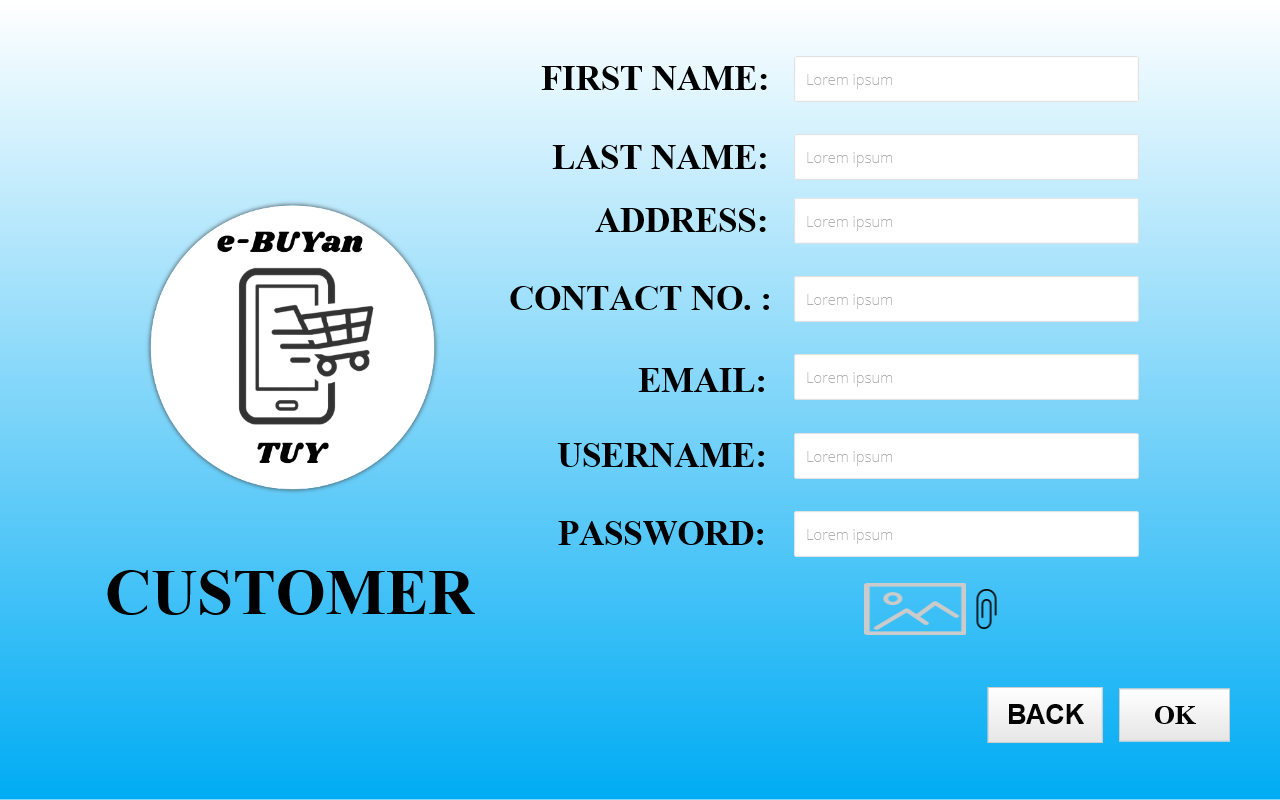 FIRST NAME: Lorem ipsum
LAST NAME: Lorem ipsum
ADDRESS: Lorem ipsum
e-BUYan
CONTACT NO. : Lorem ipsum
EMAIL: Lorem ipsum
USERNAME: Lorem ipsum
TUY
PASSWORD: Lorem ipsum
CUSTOMER
BACK OK